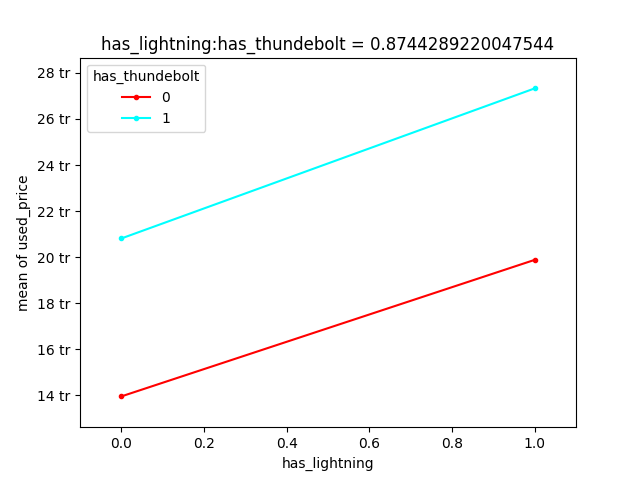 has_lightning:has_thundebolt = 0.8744289220047544
has_thundebolt
0
1
28 tr
26 tr
24 tr
22 tr
20 tr
18 tr
16 tr
14 tr
mean of used_price
0.0 0.2 0.4 0.6 0.8 1.0
has_lightning